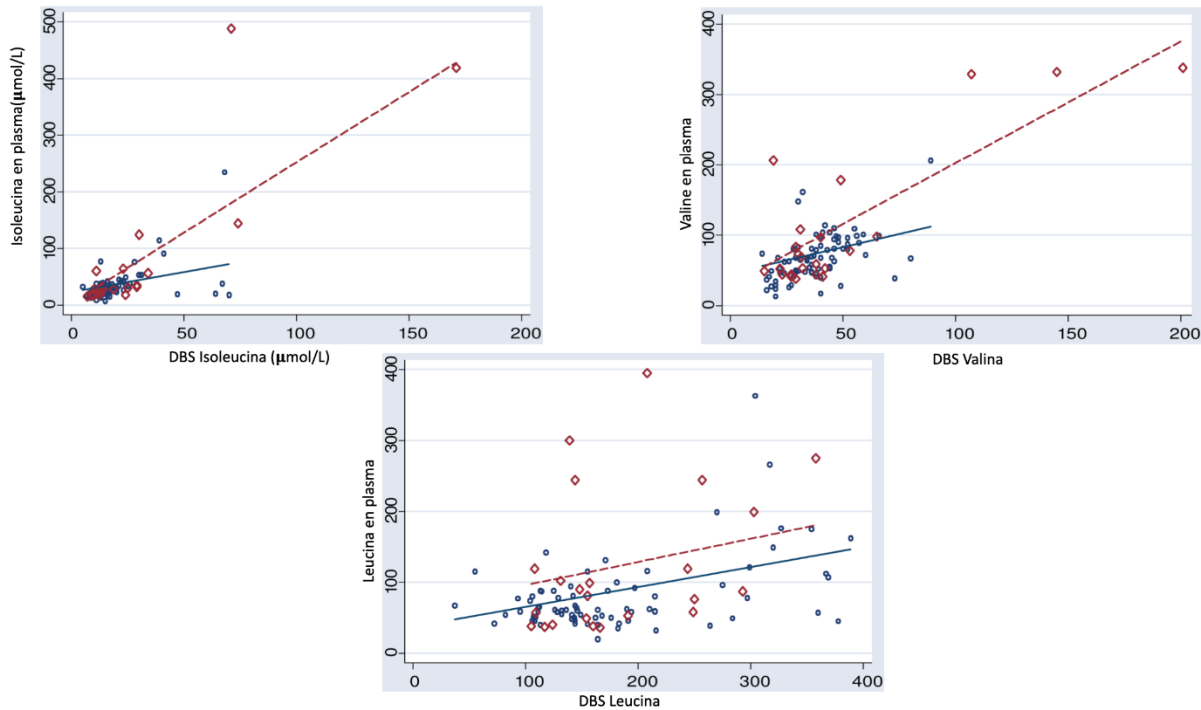 Isoleucina en plasma(µmol/L)
500
400
300
200
100
0
0 50 100 150 200
DBS Isoleucina (µmol/L)
Valine en plasma
400
300
200
100
0
0 50 100 150 200
DBS Valina
Leucina en plasma
400
300
200
100
0
0 100 200 300 400
DBS Leucina